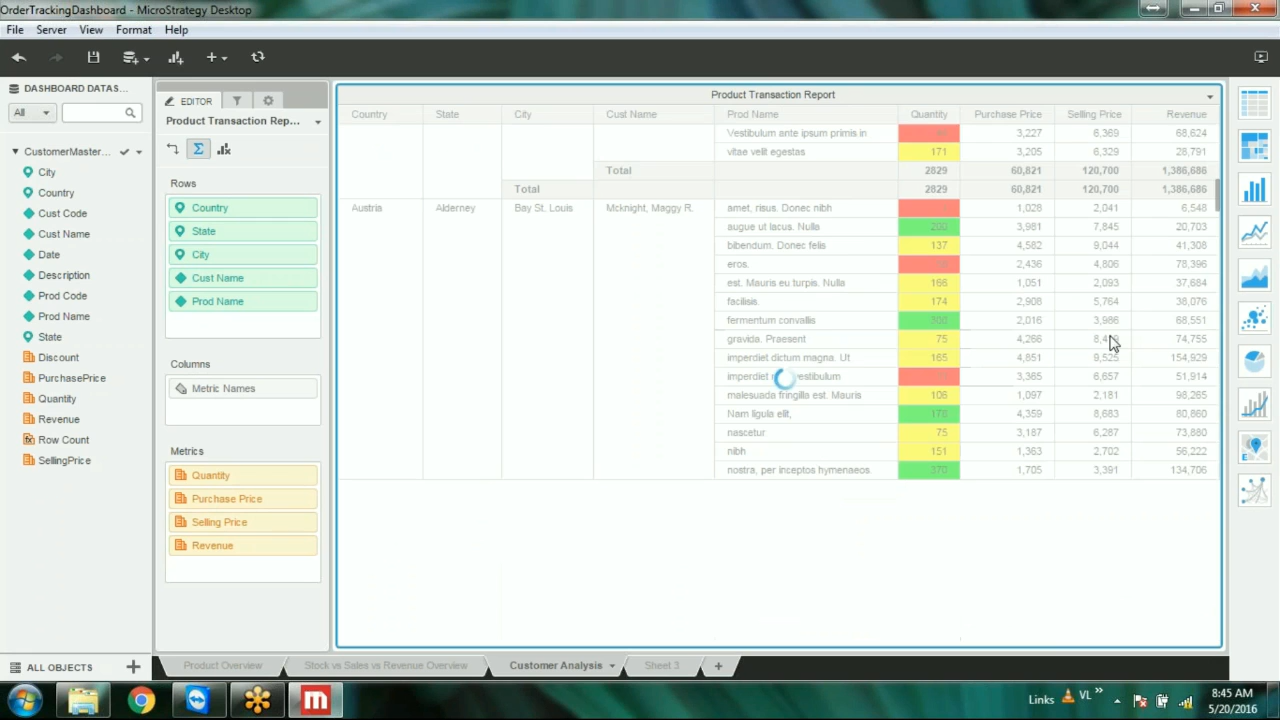 OrderTrackingDashboard - MicroStrategy Desktop
File Server View Format Help
DASHBOARD DATAS...
All
CustomerMaster...
City
Country
Cust Code
Cust Name
Date
Description
Prod Code
Prod Name
State
Discount
PurchasePrice
Quantity
Revenue
Row Count
SellingPrice
ALL OBJECTS
EDITOR
Product Transaction Rep...
Rows
Country
State
City
Cust Name
Prod Name
Columns
Metric Names
Metrics
Quantity
Purchase Price
Selling Price
Revenue
Product Transaction Report
Country State City Cust Name Prod Name Quantity Purchase Price Selling Price Revenue
Vestibulum ante ipsum primis in 3,227 6,369 68,624
vitae velit egestas 171 3,205 6,329 28,791
Total 2829 60,821 120,700 1,386,686
Total 2829 60,821 120,700 1,386,686
Austria Alderney Bay St. Louis Mcknight, Maggy R. amet, risus. Donec nibh 1,028 2,041 6,548
augue ut lacus. Nulla 200 3,981 7,845 20,703
bibendum. Donec felis 137 4,582 9,044 41,308
eros. 2,436 4,806 78,396
est. Mauris eu turpis. Nulla 166 1,051 2,093 37,684
facilisis. 174 2,908 5,764 38,076
fermentum convallis 2,016 3,986 68,551
gravida. Praesent 75 4,266 74,755
imperdiet dictum magna. Ut 165 4,851 9,525 154,929
imperdiet vestibulum 3,365 6,657 51,914
malesuada fringilla est. Mauris 106 1,097 2,181 98,265
Nam ligula elit, 178 4,359 8,683 80,860
nascetur 75 3,187 6,287 73,880
nibh 151 1,363 2,702 56,222
nostra, per inceptos hymenaeos. 370 1,705 3,391 134,706
Product Overview Stock vs Sales vs Revenue Overview Customer Analysis Sheet 3
Links VL
8:45 AM
5/20/2016